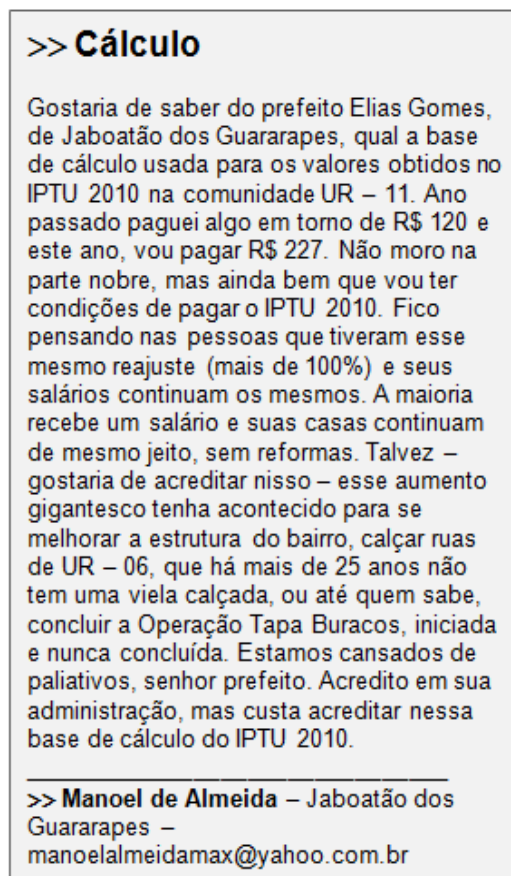 >> Cálculo
Gostaria de saber do prefeito Elias Gomes,
de Jaboatão dos Guararapes, qual a base
de cálculo usada para os valores obtidos no
IPTU 2010 na comunidade UR – 11. Ano
passado paguei algo em torno de R$ 120 e
este ano, vou pagar R$ 227. Não moro na
parte nobre, mas ainda bem que vou ter
condições de pagar o IPTU 2010. Fico
pensando nas pessoas que tiveram esse
mesmo reajuste (mais de 100%) e seus
salários continuam os mesmos. A maioria
recebe um salário e suas casas continuam
de mesmo jeito, sem reformas. Talvez –
gostaria de acreditar nisso – esse aumento
gigantesco tenha acontecido para se
melhorar a estrutura do bairro, calçar ruas
de UR – 06, que há mais de 25 anos não
tem uma viela calçada, ou até quem sabe,
concluir a Operação Tapa Buracos, iniciada
e nunca concluída. Estamos cansados de
paliativos, senhor prefeito. Acredito em sua
administração, mas custa acreditar nessa
base de cálculo do IPTU 2010.
>> Manoel de Almeida – Jaboatão dos
Guararapes –
manoelalmeidamax@yahoo.com.br